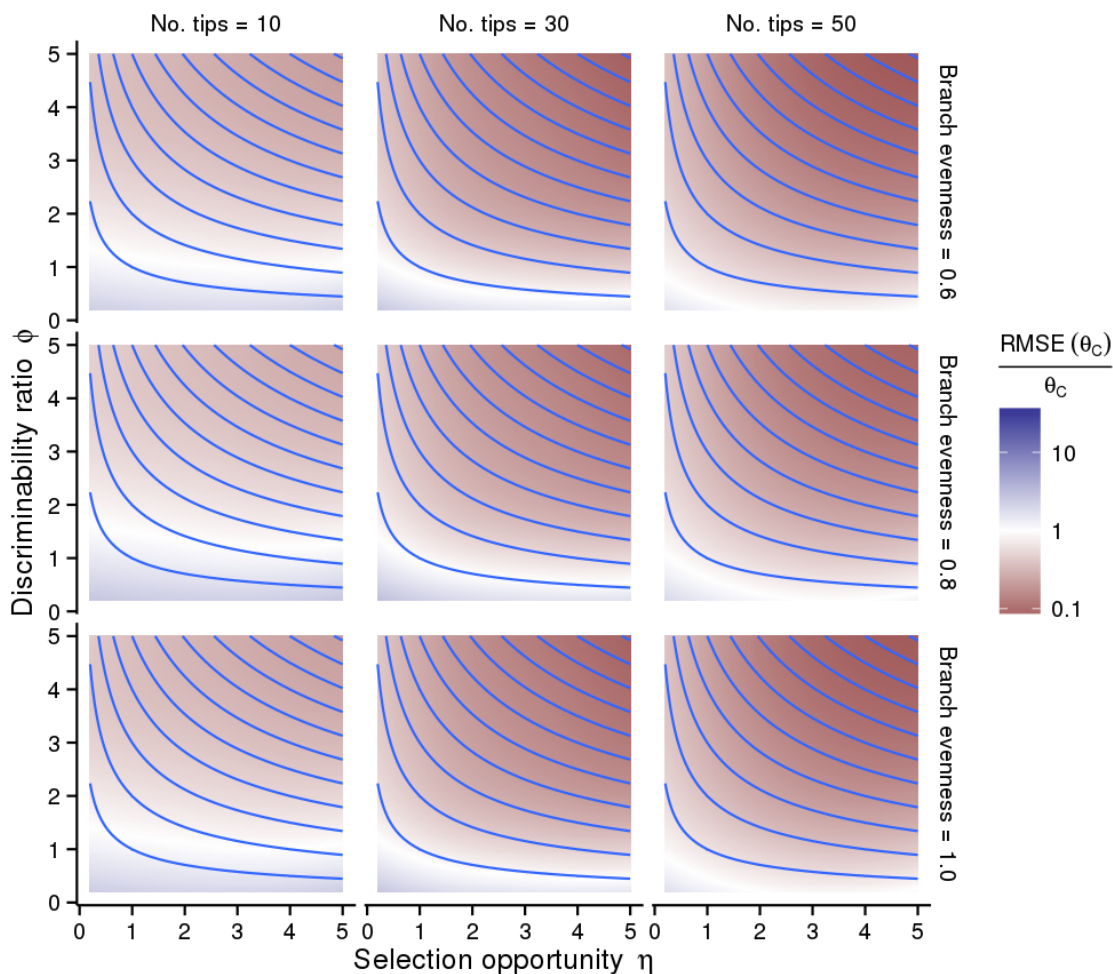 No. tips = 10
No. tips = 30
No. tips = 50
Discriminability ratio ϕ
5
4
3
2
1
0
Branch evenness = 0.6
5
4
3
2
1
0
Branch evenness = 0.8
5
4
3
2
1
0
Branch evenness = 1.0
0 1 2 3 4 5
0 1 2 3 4 5
0 1 2 3 4 5
Selection opportunity η
RMSE (θC)
θC
10
1
0.1